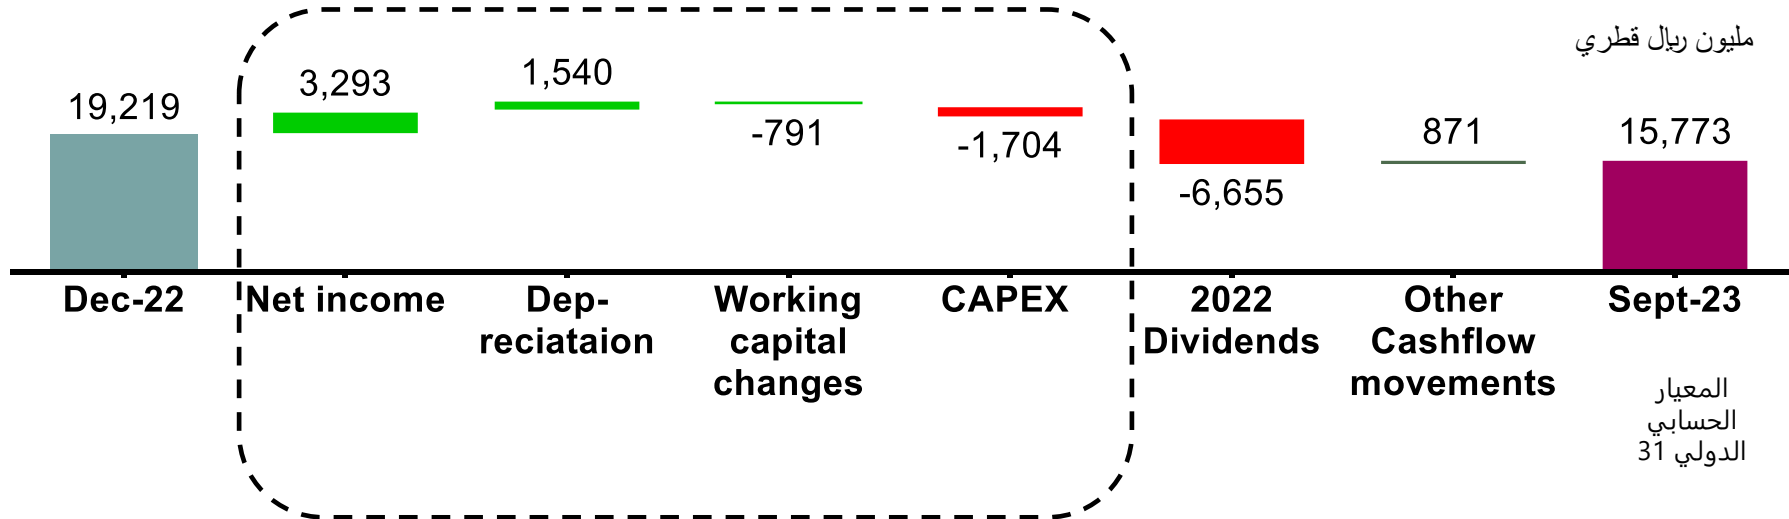 مليون ريال قطري
19,219
3,293
1,540
-791
-1,704
-6,655
871
15,773
Dec-22
Net income
Dep-
reciataion
Working
capital
changes
CAPEX
2022
Dividends
Other
Cashflow
movements
Sept-23
المعيار
الحسابي
الدولي 31